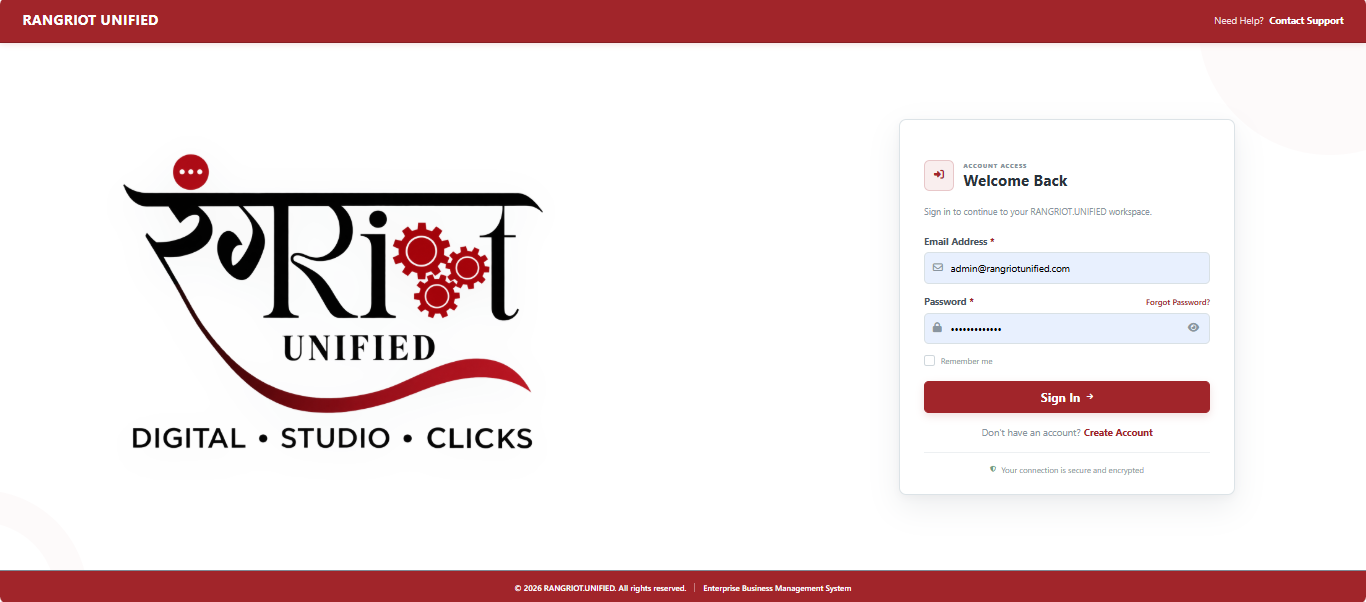 RANGRIOT UNIFIED
Need Help? Contact Support
रंगRiot
UNIFIED
DIGITAL • STUDIO • CLICKS
ACCOUNT ACCESS
Welcome Back
Sign in to continue to your RANGRIOT.UNIFIED workspace.
Email Address *
admin@rangriotunified.com
Password *
Forgot Password?
•••••••••••••
Remember me
Sign In →
Don't have an account? Create Account
Your connection is secure and encrypted
© 2026 RANGRIOT.UNIFIED. All rights reserved. | Enterprise Business Management System